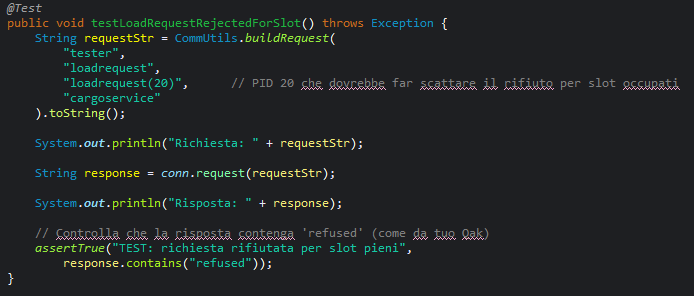 @Test
public void testLoadRequestRejectedForSlot() throws Exception {
String requestStr = CommUtils.buildRequest(
"tester",
"loadrequest",
"loadrequest(20)", // PID 20 che dovrebbe far scattare il rifiuto per slot occupati
"cargoservice"
).toString();
System.out.println("Richiesta: " + requestStr);
String response = conn.request(requestStr);
System.out.println("Risposta: " + response);
// Controlla che la risposta contenga 'refused' (come da tuo Qak)
assertTrue("TEST: richiesta rifiutata per slot pieni",
response.contains("refused"));
}